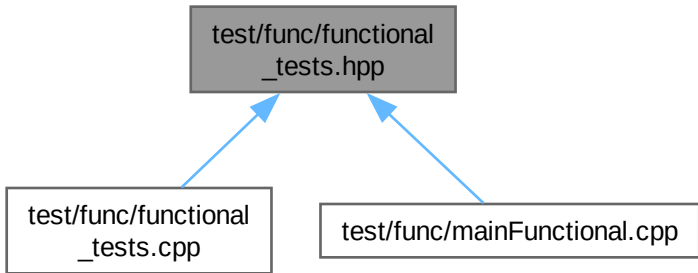 test/func/functional
_tests.hpp
test/func/functional
_tests.cpp
test/func/mainFunctional.cpp